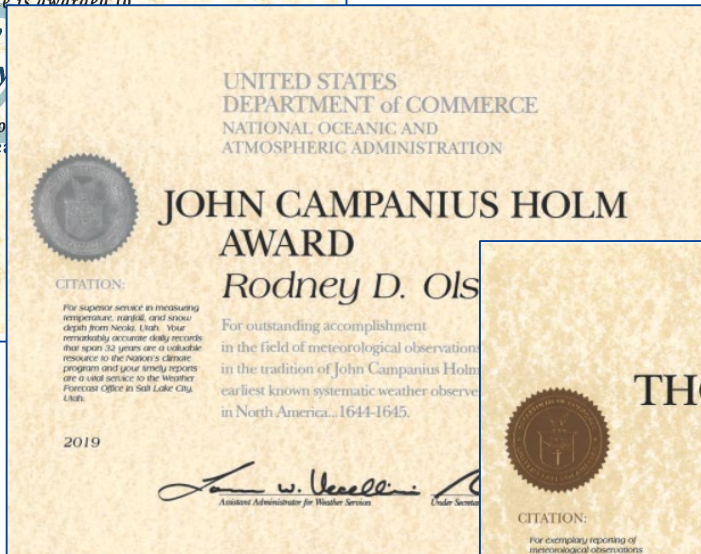 is awarded to
UNITED STATES
DEPARTMENT of COMMERCE
NATIONAL OCEANIC AND
ATMOSPHERIC ADMINISTRATION
JOHN CAMPANIUS HOLM
AWARD
Rodney D. Ols
CITATION:
For superior service in measuring
temperature, rainfall, and snow
depth from Neola, Utah. Your
remarkably accurate daily records
that span 32 years are a valuable
resource to the Nation's climate
program and your timely reports
are a vital service to the Weather
Forecast Office in Salt Lake City,
Utah.
2019
For outstanding accomplishment
in the field of meteorological observations
in the tradition of John Campanius Holm
earliest known systematic weather observe
in North America...1644-1645.
Assistant Administrator for Weather Services
Under Secreta
TH
CITATION:
For exemplary reporting of
meteorological observations